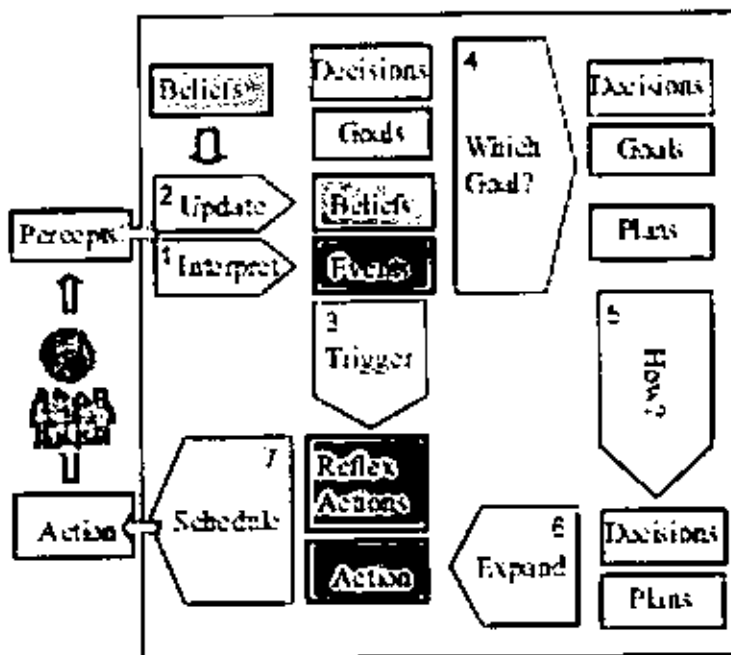 Beliefs
Decisions
Goals
2 Update
Beliefs
Percepts
1 Interpret
Events
4
Which
Goal?
Decisions
Goals
Plans
3
Trigger
5
How?
7
Schedule
Reflex
Actions
Action
Action
6
Expand
Decisions
Plans